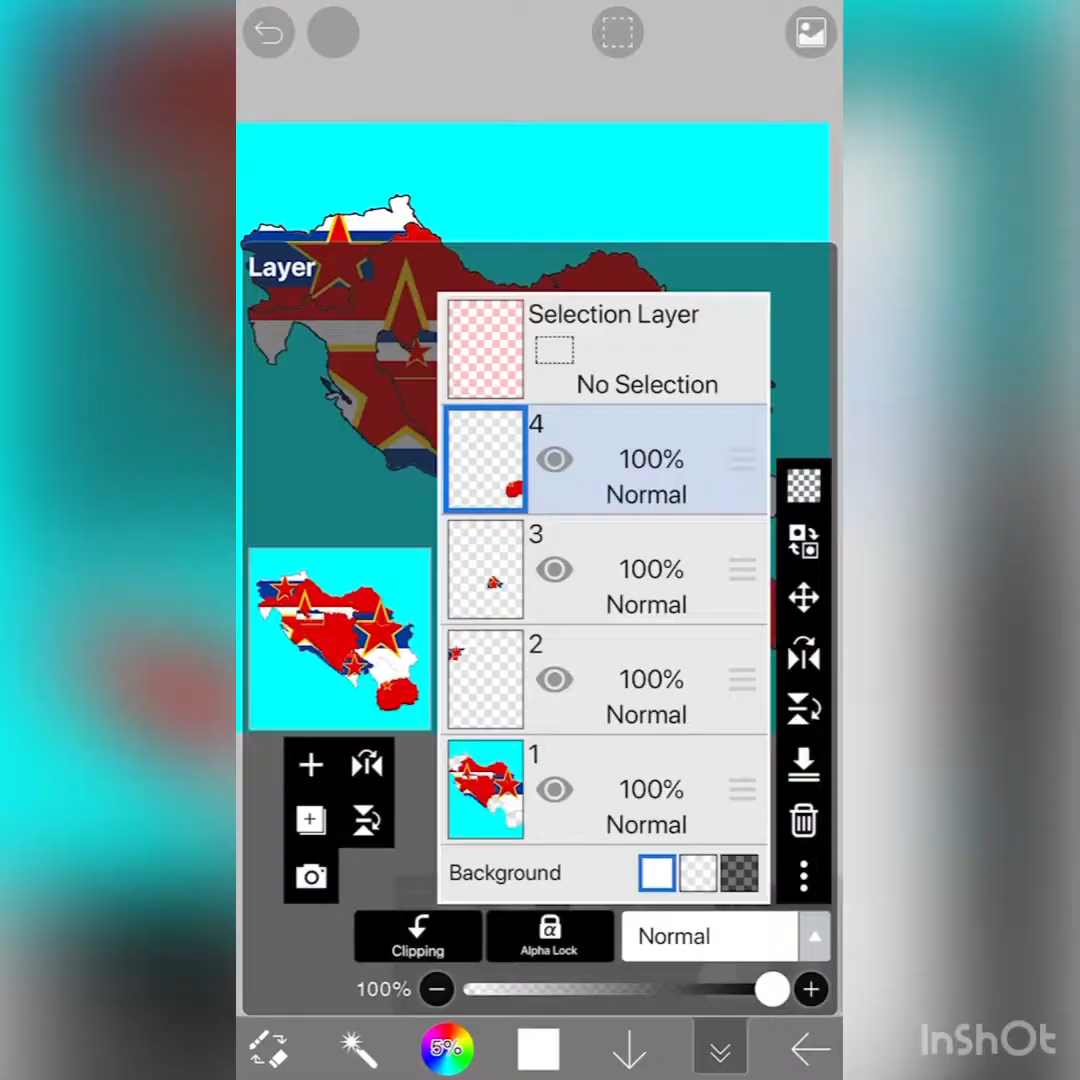 Layer
Selection Layer
No Selection
4
100%
Normal
3
100%
Normal
2
100%
Normal
1
100%
Normal
Background
Clipping
α
Alpha Lock
Normal
100%
5%
InShOt